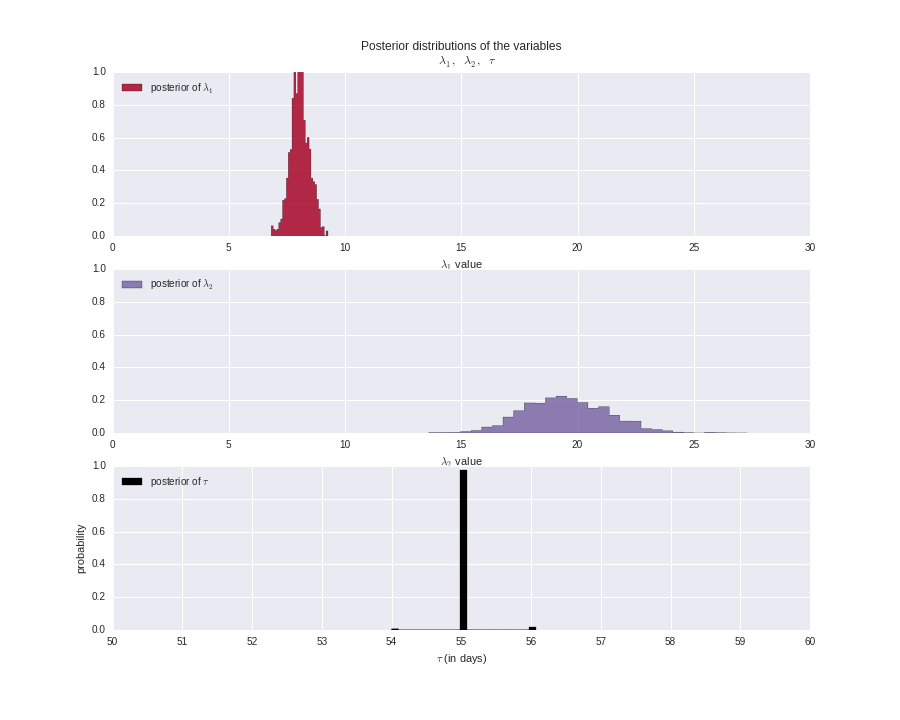 Posterior distributions of the variables
λ₁, λ₂, τ
posterior of λ₁
1.0
0.8
0.6
0.4
0.2
0.0
0 5 10 15 20 25 30
λ₁ value
posterior of λ₂
1.0
0.8
0.6
0.4
0.2
0.0
0 5 10 15 20 25 30
λ₂ value
posterior of τ
1.0
0.8
0.6
0.4
0.2
0.0
probability
50 51 52 53 54 55 56 57 58 59 60
τ (in days)